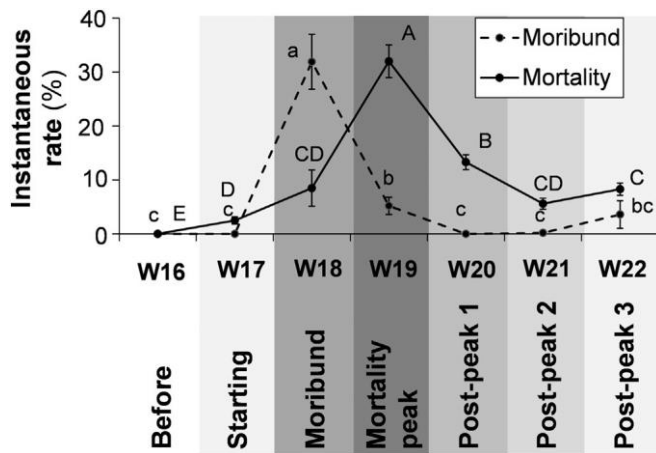 Instantaneous
rate (%)
40
30
20
10
0
Moribund
Mortality
c E
D
c
a
CD
A
b
B
c
CD
c
C
bc
W16 W17 W18 W19 W20 W21 W22
Before
Starting
Moribund
Mortality
peak
Post-peak 1
Post-peak 2
Post-peak 3